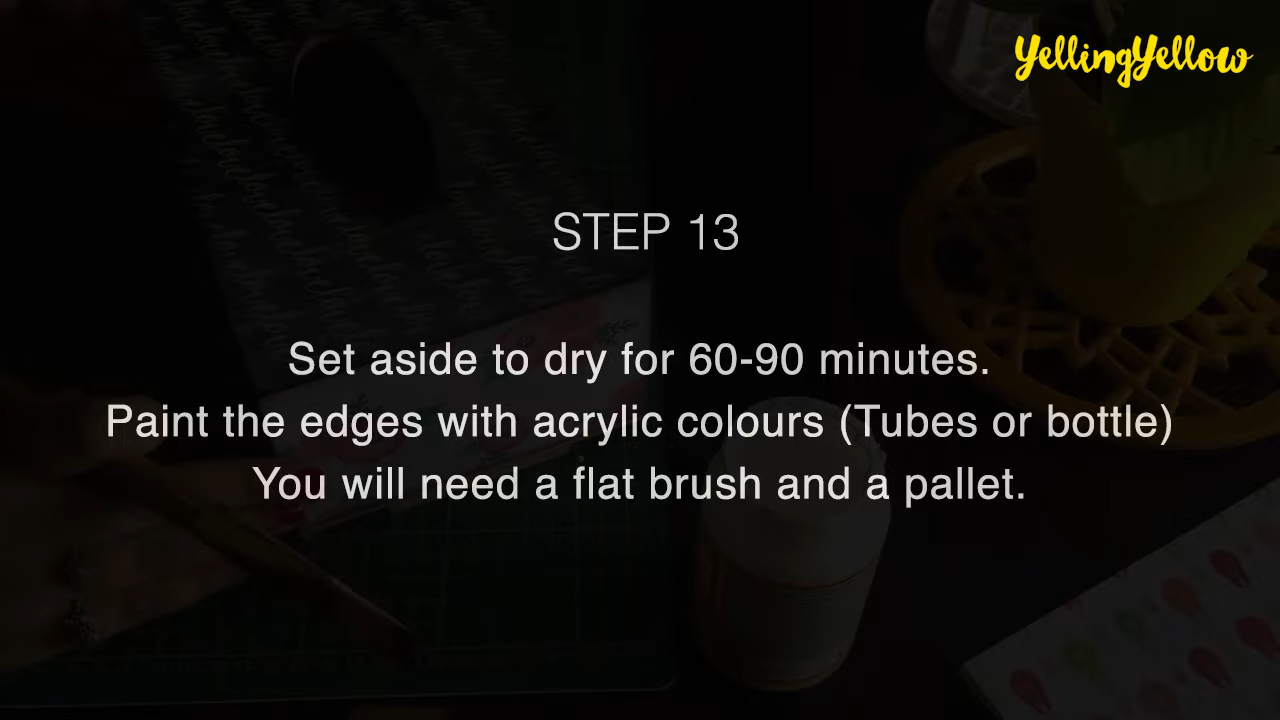 YellingYellow
STEP 13
Set aside to dry for 60-90 minutes.
Paint the edges with acrylic colours (Tubes or bottle)
You will need a flat brush and a pallet.